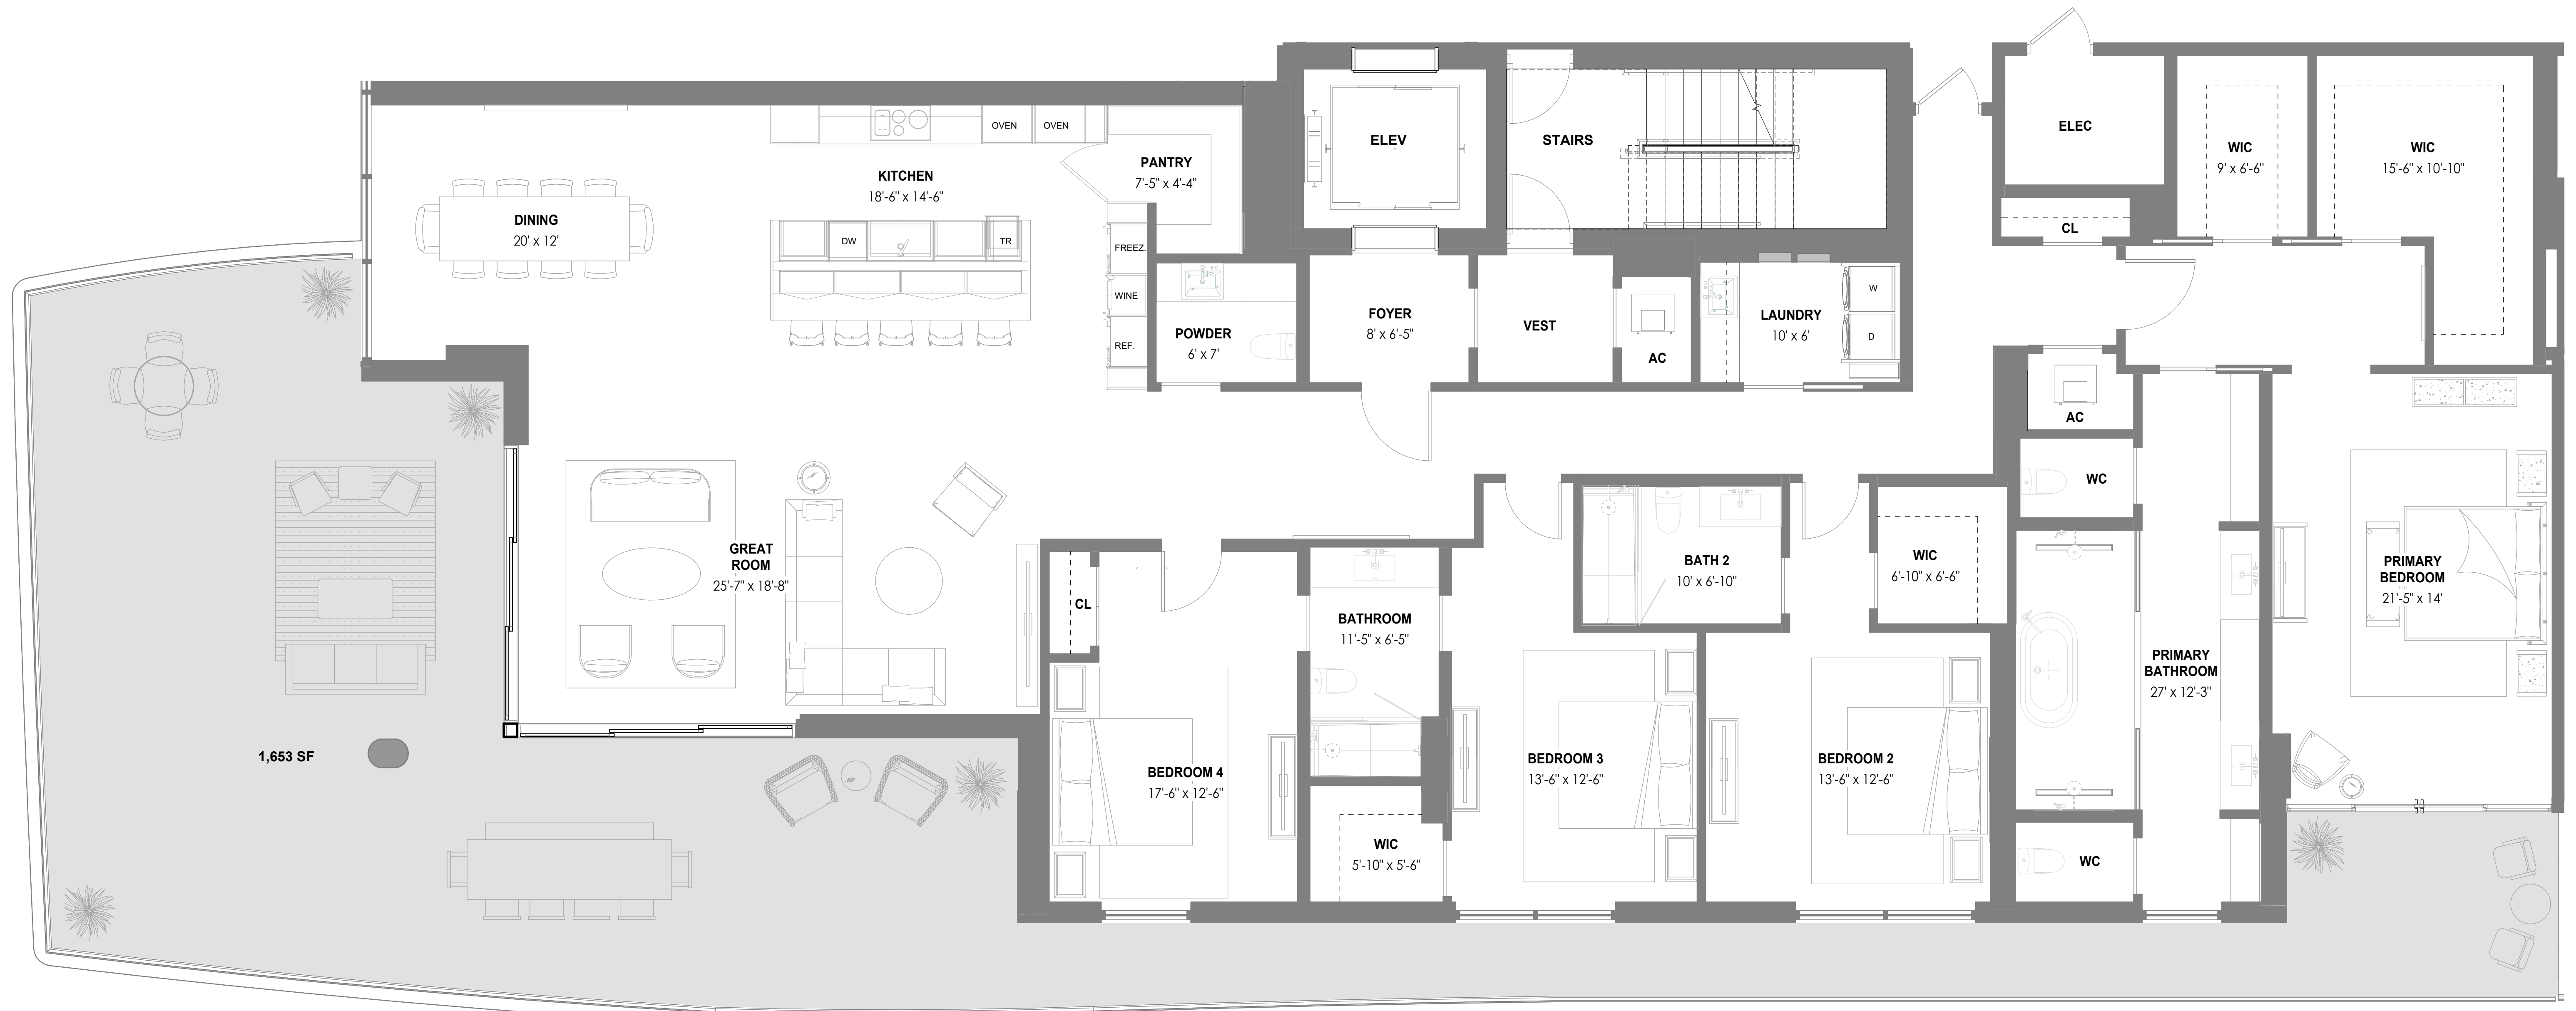 OVEN
OVEN
PANTRY
7'-5" x 4'-4"
KITCHEN
18'-6" x 14'-6"
DINING
20' x 12'
DW
TR
FREEZ.
WINE
REF.
POWDER
6' x 7'
ELEV
STAIRS
FOYER
8' x 6'-5"
VEST
AC
LAUNDRY
10' x 6'
W
D
ELEC
CL
WIC
9' x 6'-6"
WIC
15'-6" x 10'-10"
AC
WC
GREAT
ROOM
25'-7" x 18'-8"
CL
BATHROOM
11'-5" x 6'-5"
BATH 2
10' x 6'-10"
WIC
6'-10" x 6'-6"
PRIMARY
BEDROOM
21'-5" x 14'
PRIMARY
BATHROOM
27' x 12'-3"
1,653 SF
BEDROOM 4
17'-6" x 12'-6"
BEDROOM 3
13'-6" x 12'-6"
BEDROOM 2
13'-6" x 12'-6"
WIC
5'-10" x 5'-6"
WC